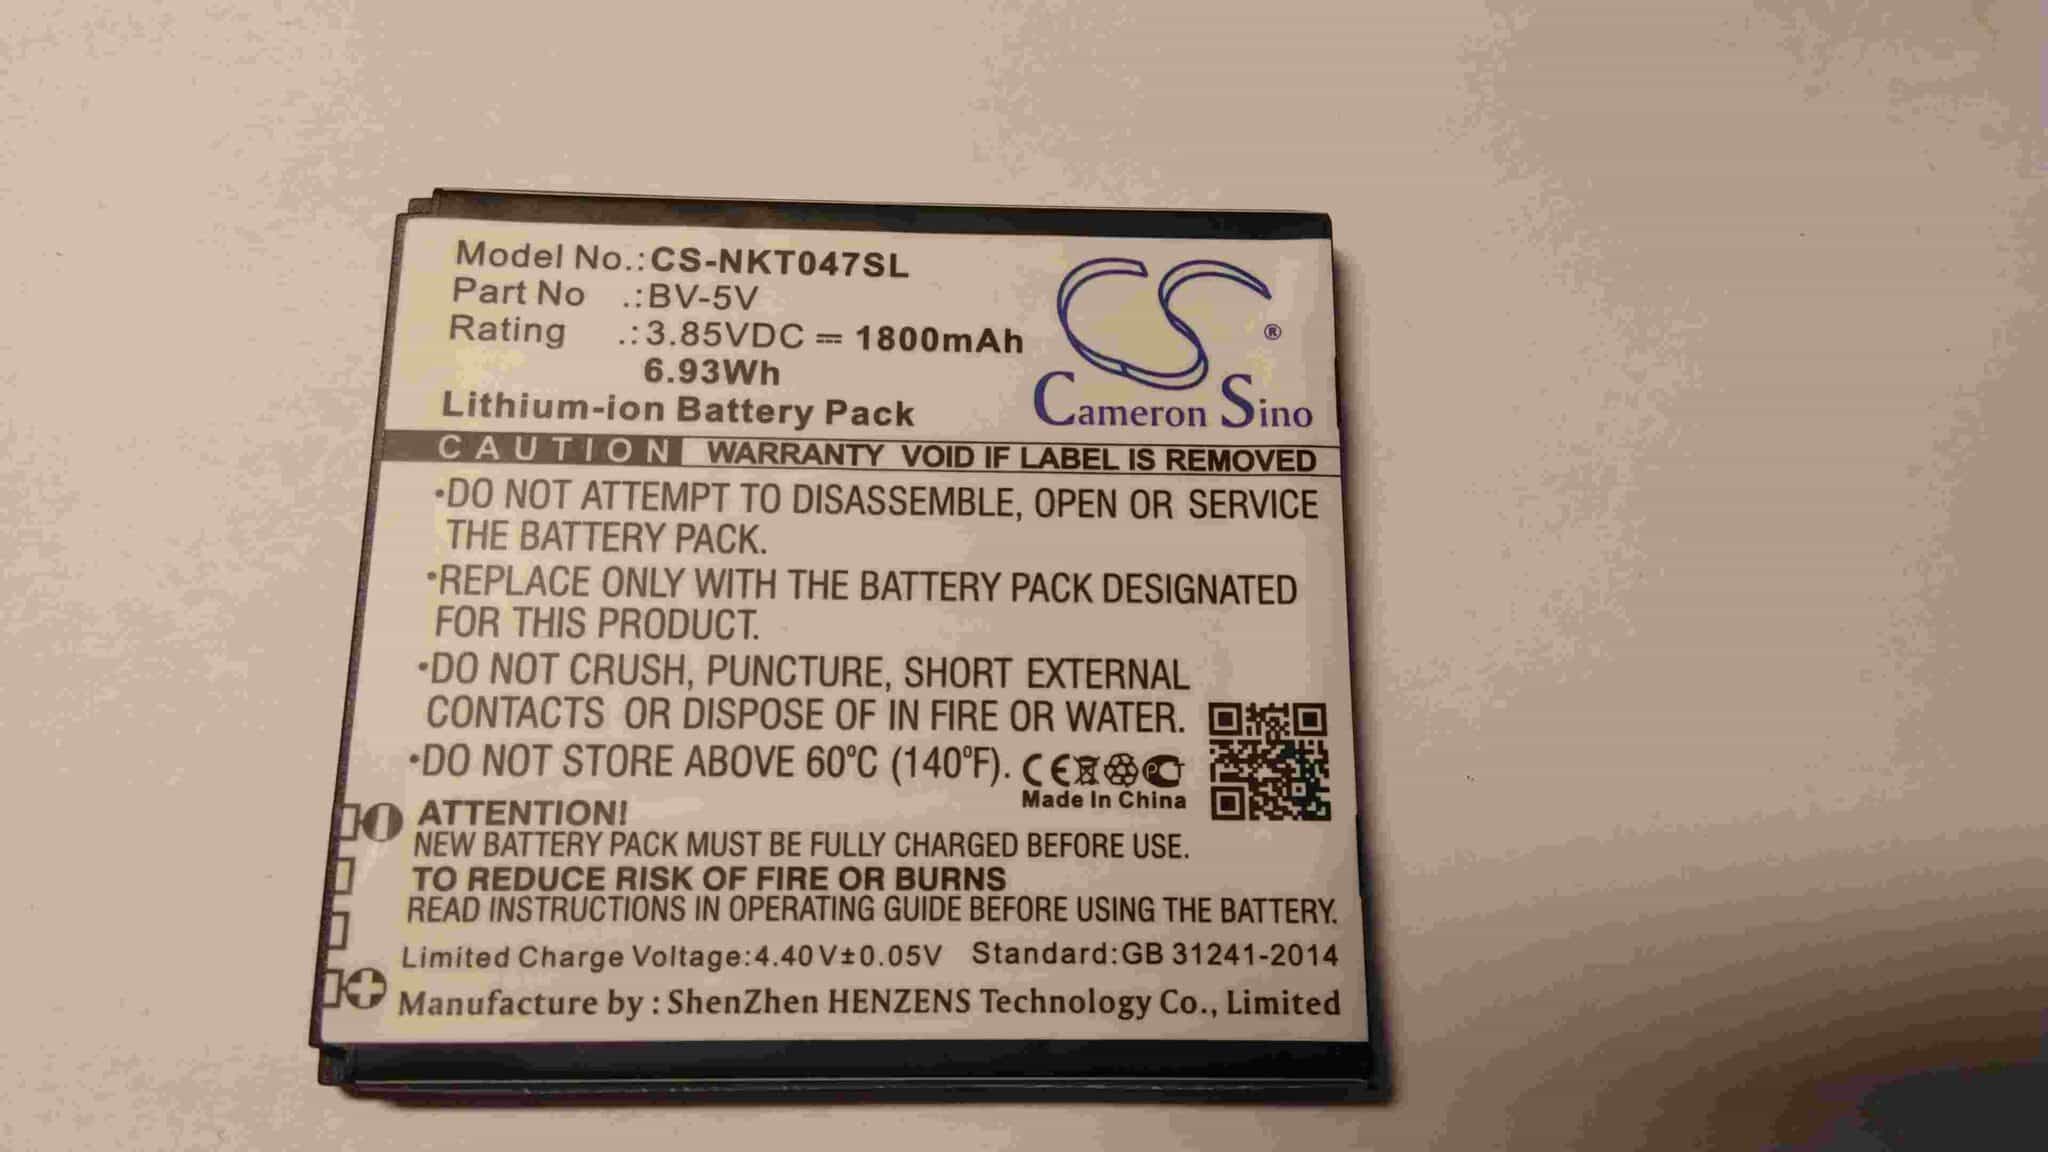 Model No.:CS-NKT047SL
Part No .:BV-5V
Rating .:3.85VDC ⎓ 1800mAh
6.93Wh
Lithium-ion Battery Pack
CS ®
Cameron Sino
CAUTION WARRANTY VOID IF LABEL IS REMOVED
•DO NOT ATTEMPT TO DISASSEMBLE, OPEN OR SERVICE
THE BATTERY PACK.
•REPLACE ONLY WITH THE BATTERY PACK DESIGNATED
FOR THIS PRODUCT.
•DO NOT CRUSH, PUNCTURE, SHORT EXTERNAL
CONTACTS OR DISPOSE OF IN FIRE OR WATER.
•DO NOT STORE ABOVE 60°C (140°F). CE PCT
Made In China
ATTENTION!
NEW BATTERY PACK MUST BE FULLY CHARGED BEFORE USE.
TO REDUCE RISK OF FIRE OR BURNS
READ INSTRUCTIONS IN OPERATING GUIDE BEFORE USING THE BATTERY.
Limited Charge Voltage:4.40V±0.05V Standard:GB 31241-2014
Manufacture by : ShenZhen HENZENS Technology Co., Limited